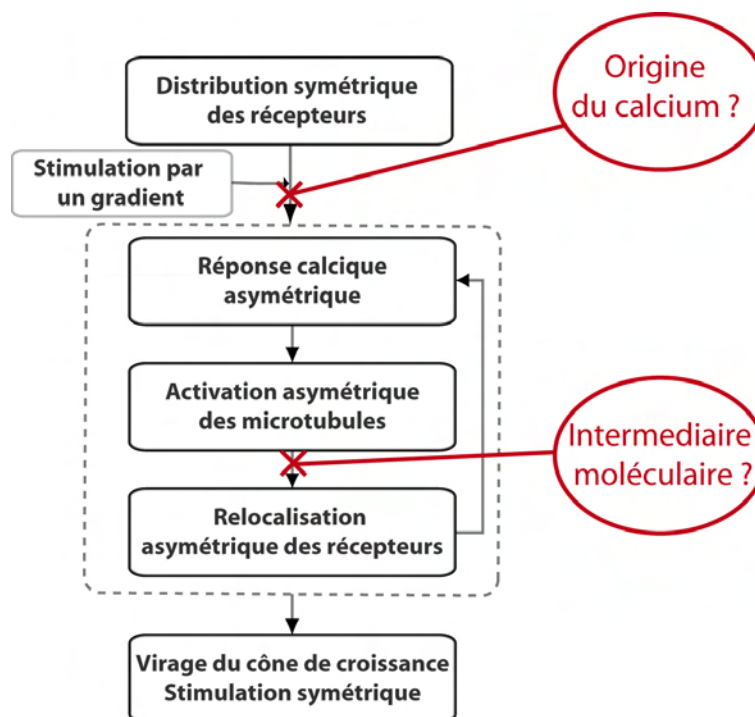 Distribution symétrique
des récepteurs
Origine
du calcium ?
Stimulation par
un gradient
Réponse calcique
asymétrique
Activation asymétrique
des microtubules
Intermediaire
moléculaire ?
Relocalisation
asymétrique des récepteurs
Virage du cône de croissance
Stimulation symétrique